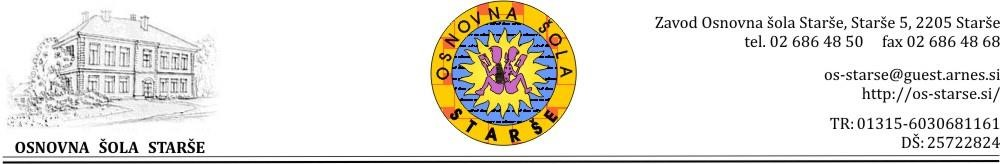 OSNOVNA ŠOLA STARŠE
OSNOVNA ŠOLA
STARŠE
Zavod Osnovna šola Starše, Starše 5, 2205 Starše
tel. 02 686 48 50 fax 02 686 48 68
os-starse@guest.arnes.si
http://os-starse.si/
TR: 01315-6030681161
DŠ: 25722824